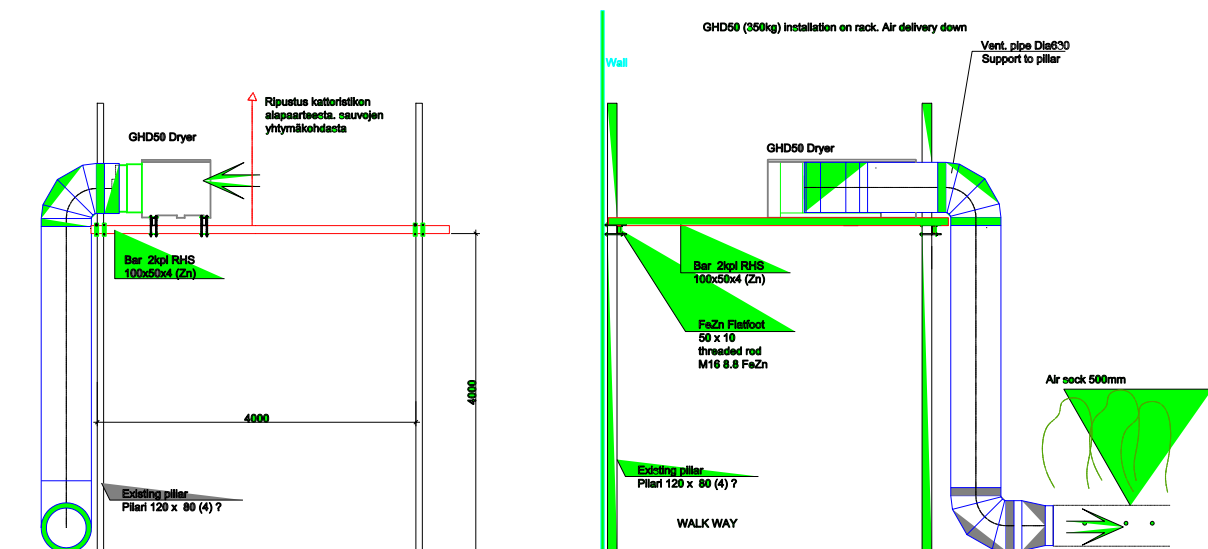 GHD50 (350kg) installation on rack. Air delivery down
Vent. pipe Dia630
Support to pillar
Wall
Ripustus kattoristikon
alapaarteesta. sauvojen
yhtymäkohdasta
GHD50 Dryer
GHD50 Dryer
Bar 2kpl RHS
100x50x4 (Zn)
Bar 2kpl RHS
100x50x4 (Zn)
FeZn Flatfoot
50 x 10
threaded rod
M16 8.8 FeZn
Air sock 500mm
4000
4000
Existing pillar
Pilari 120 x 80 (4) ?
Existing pillar
Pilari 120 x 80 (4) ?
WALK WAY